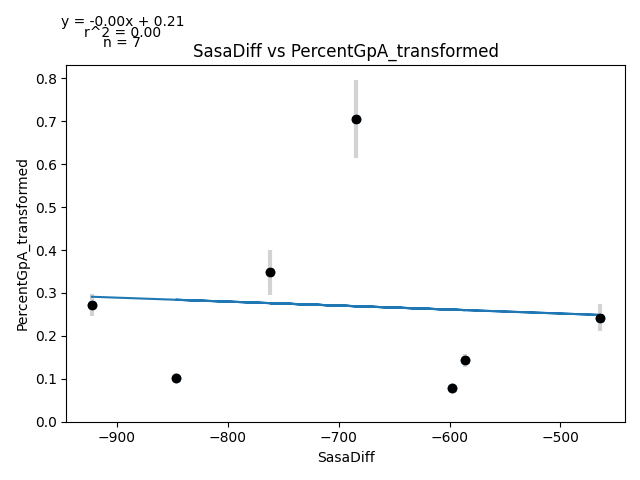 y = -0.00x + 0.21
r^2 = 0.00
n = 7
SasaDiff vs PercentGpA_transformed
0.8
0.7
0.6
0.5
0.4
0.3
0.2
0.1
0.0
PercentGpA_transformed
−900
−800
−700
−600
−500
SasaDiff